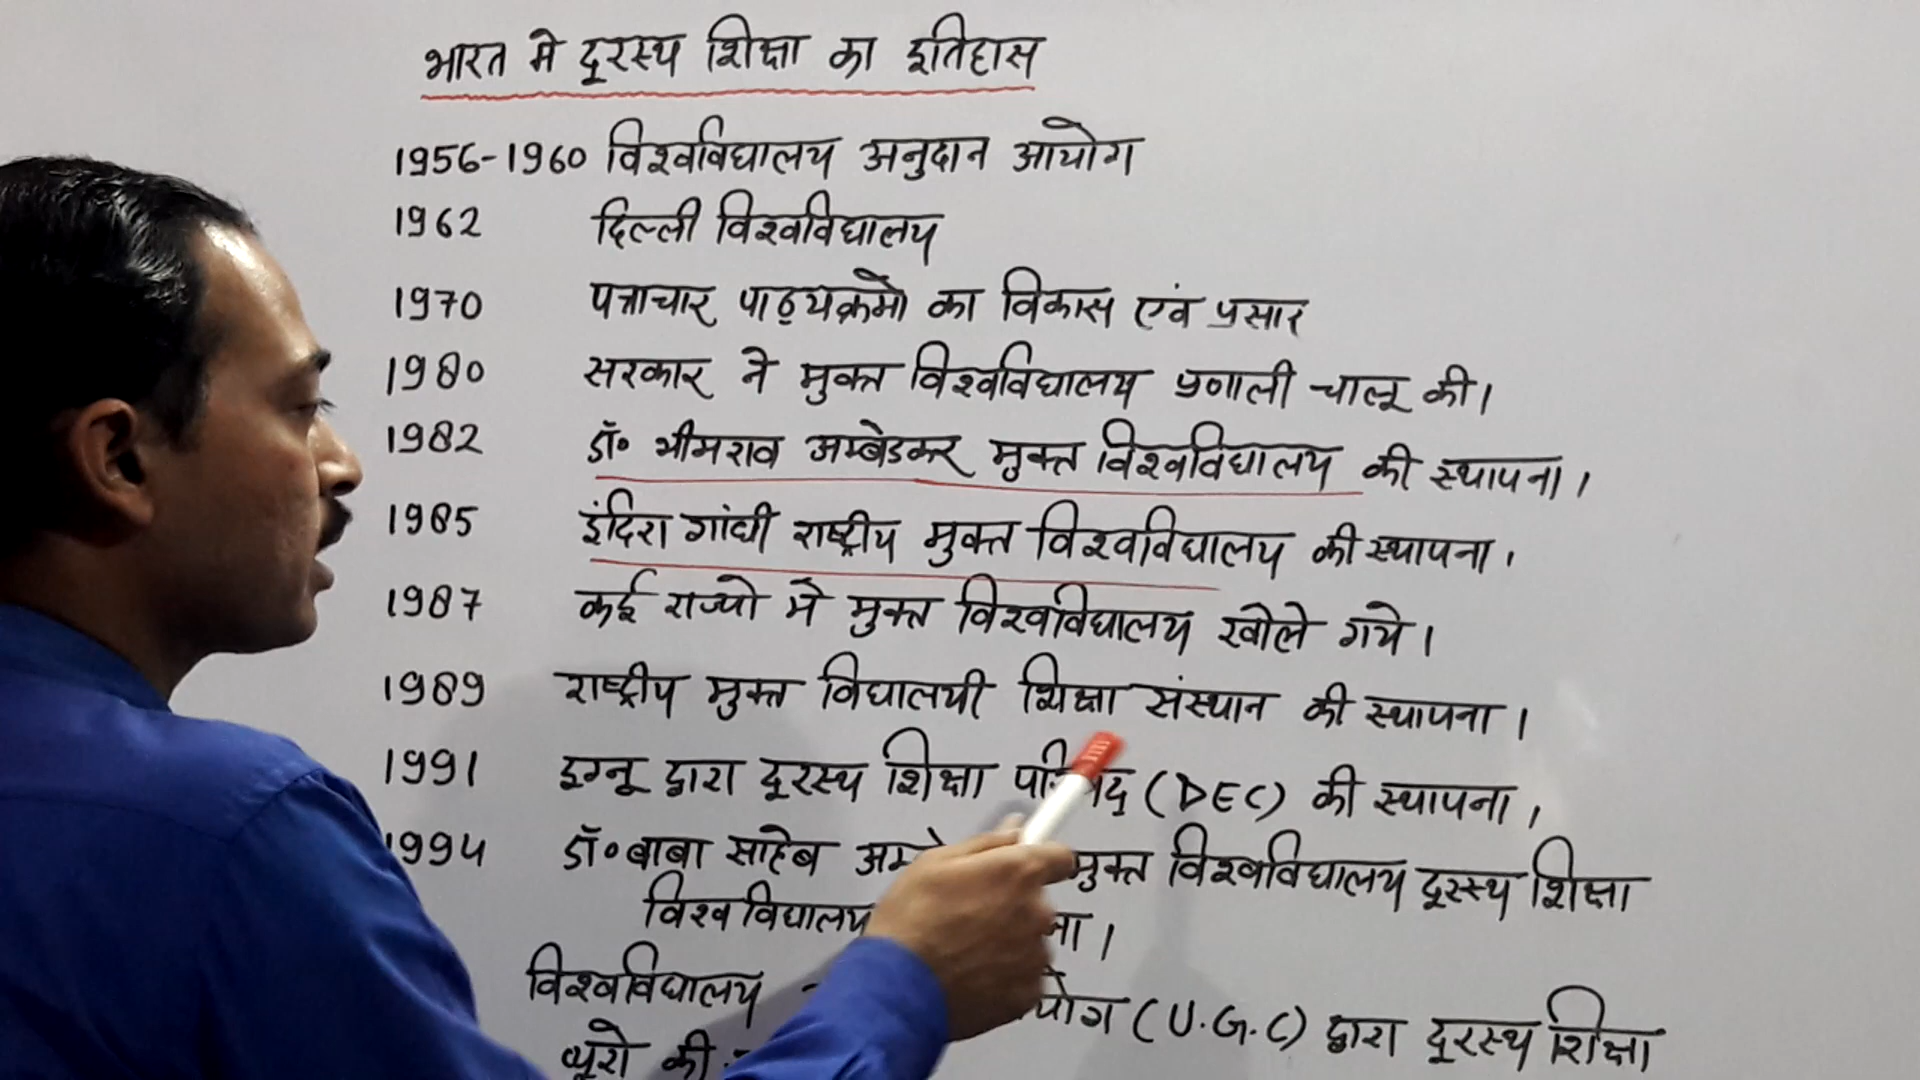 भारत मे दूरस्थ शिक्षा का इतिहास
1956-1960 विश्वविद्यालय अनुदान आयोग
1962 दिल्ली विश्वविद्यालय
1970 पत्राचार पाठ्यक्रमो का विकास एवं प्रसार
1980 सरकार ने मुक्त विश्वविद्यालय प्रणाली चालू की।
1982 डॉ० भीमराव अम्बेडकर मुक्त विश्वविद्यालय की स्थापना।
1985 इंदिरा गांधी राष्ट्रीय मुक्त विश्वविद्यालय की स्थापना।
1987 कई राज्यो मे मुक्त विश्वविद्यालय खोले गये।
1989 राष्ट्रीय मुक्त विद्यालयी शिक्षा संस्थान की स्थापना।
1991 इग्नू द्वारा दूरस्थ शिक्षा (DEC) की स्थापना।
1994 डॉ०बाबा साहेब मुक्त विश्वविद्यालय दूरस्थ शिक्षा
विश्वविद्यालय
विश्वविद्यालय (U.G.C) द्वारा दूरस्थ शिक्षा
ब्यूरो की